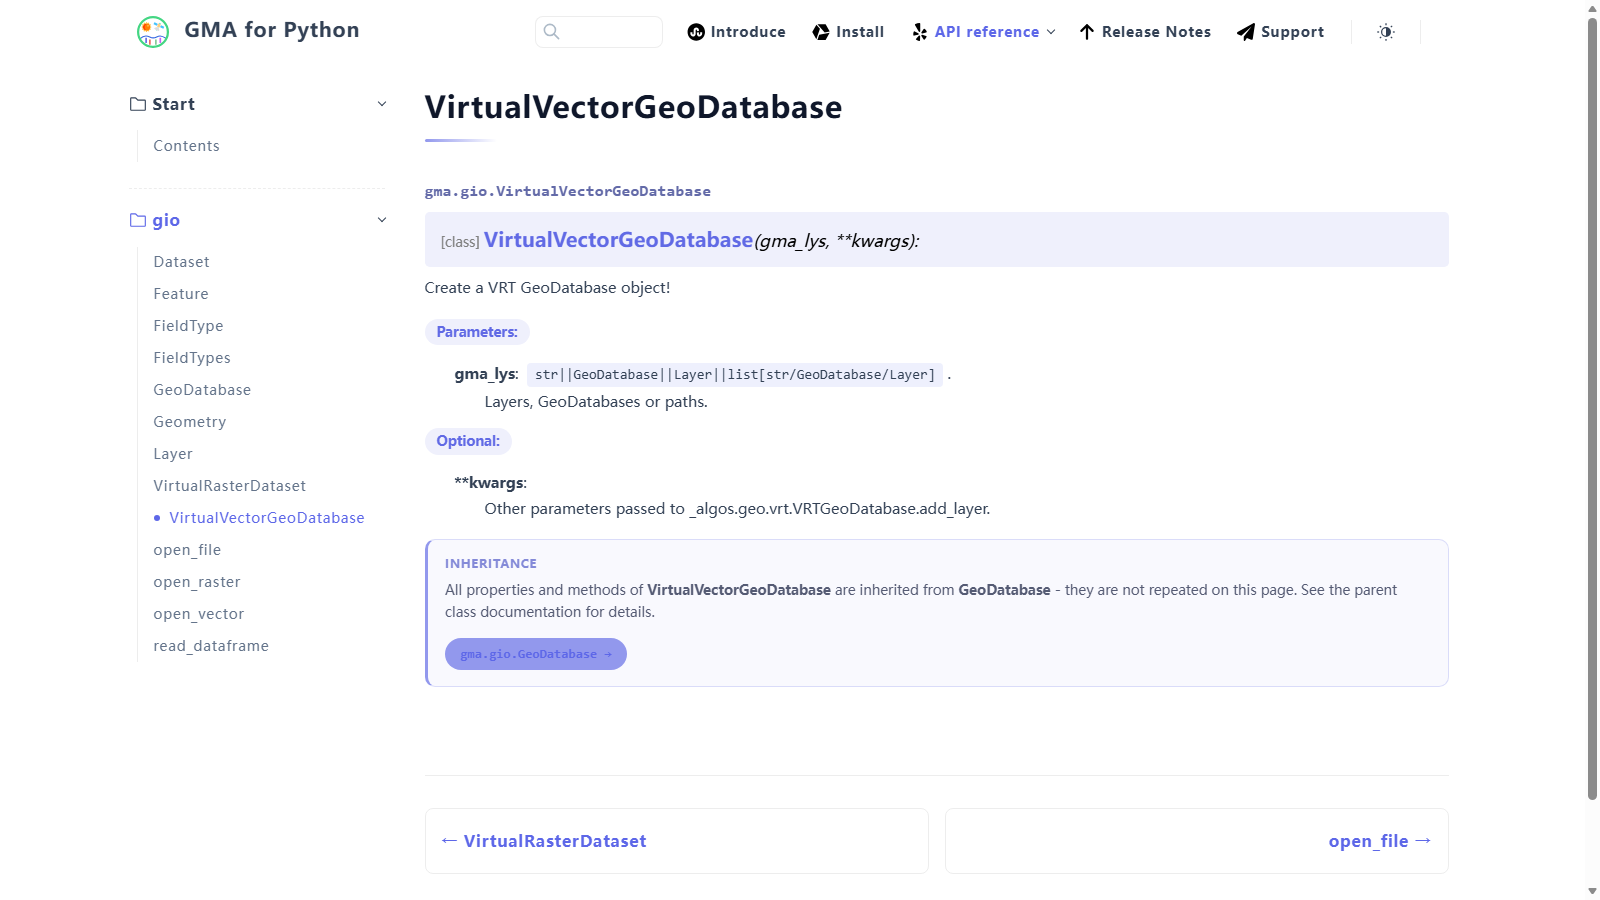 GMA for Python
Introduce
Install
API reference
Release Notes
Support
Start
Contents
gio
Dataset
Feature
FieldType
FieldTypes
GeoDatabase
Geometry
Layer
VirtualRasterDataset
VirtualVectorGeoDatabase
open_file
open_raster
open_vector
read_dataframe
VirtualVectorGeoDatabase
gma.gio.VirtualVectorGeoDatabase
[class] VirtualVectorGeoDatabase(gma_lys, **kwargs):
Create a VRT GeoDatabase object!
Parameters:
gma_lys: str||GeoDatabase||Layer||list[str/GeoDatabase/Layer] .
Layers, GeoDatabases or paths.
Optional:
**kwargs:
Other parameters passed to _algos.geo.vrt.VRTGeoDatabase.add_layer.
INHERITANCE
All properties and methods of VirtualVectorGeoDatabase are inherited from GeoDatabase - they are not repeated on this page. See the parent
class documentation for details.
gma.gio.GeoDatabase →
← VirtualRasterDataset
open_file →